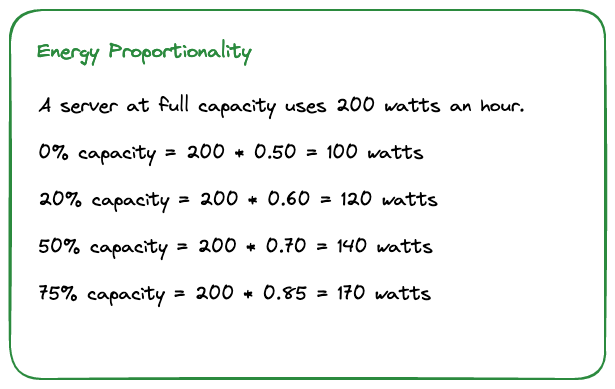 Energy Proportionality
A server at full capacity uses 200 watts an hour.
0% capacity = 200 * 0.50 = 100 watts
20% capacity = 200 * 0.60 = 120 watts
50% capacity = 200 * 0.70 = 140 watts
75% capacity = 200 * 0.85 = 170 watts